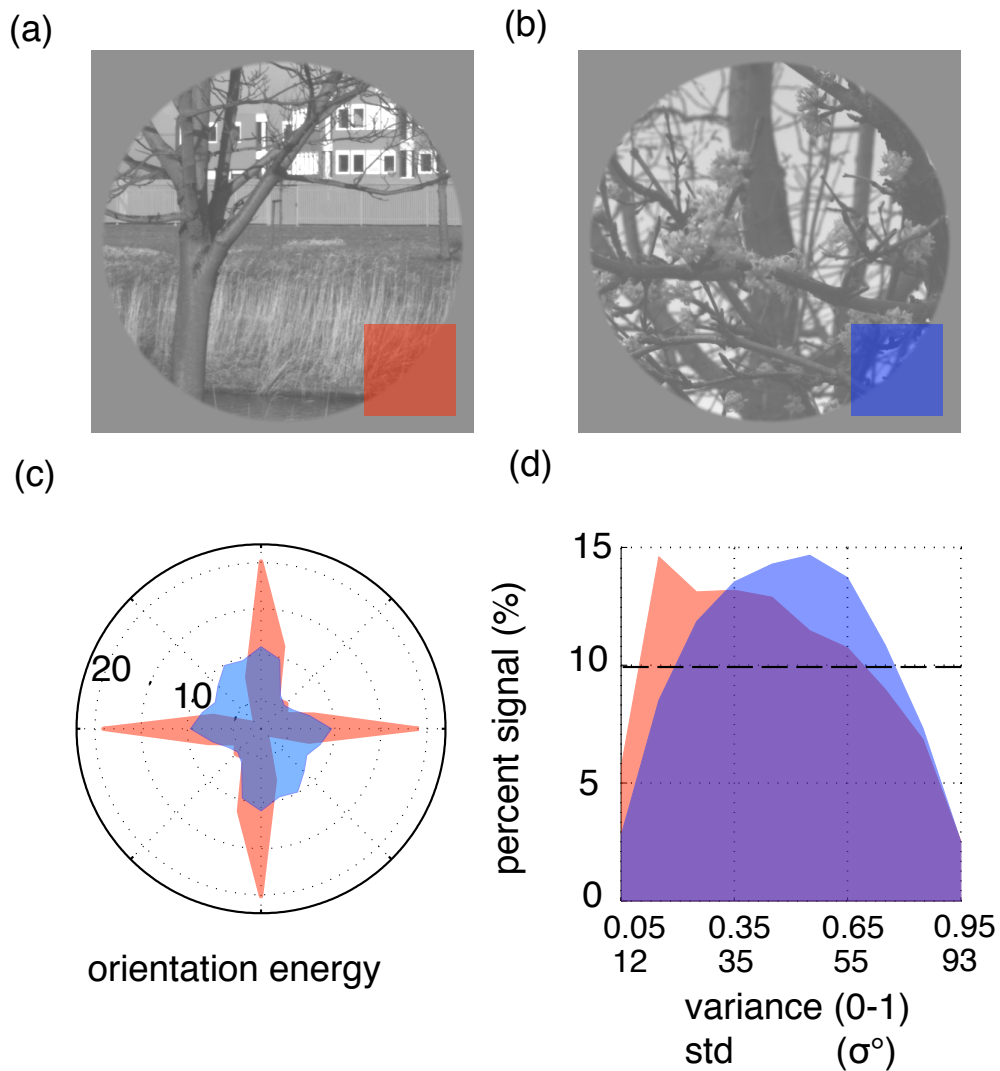 (a)
(b)
(c)
(d)
20
10
orientation energy
percent signal (%)
15
10
5
0
0.05 0.35 0.65 0.95
12 35 55 93
variance (0-1)
std (σ°)